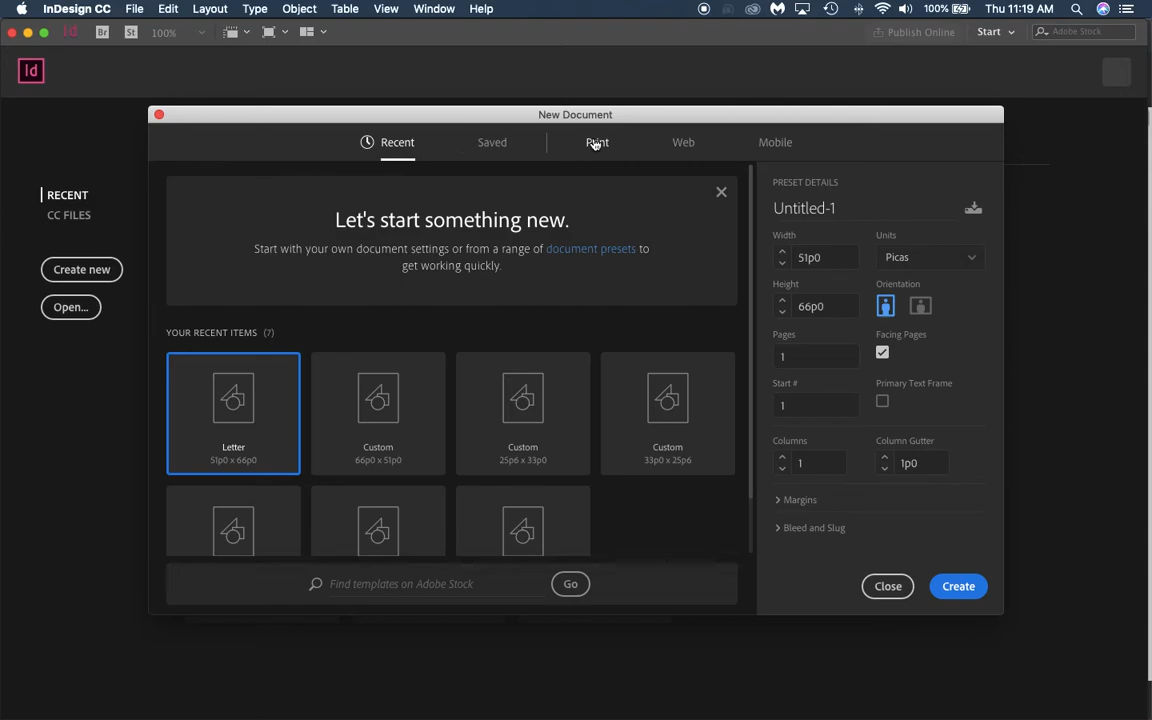 InDesign CC File Edit Layout Type Object Table View Window Help 100% Thu 11:19 AM
Id Br St 100% Publish Online Start Adobe Stock
Id
New Document
Recent Saved Print Web Mobile
RECENT
CC FILES
Create new
Open...
Let's start something new.
Start with your own document settings or from a range of document presets to
get working quickly.
YOUR RECENT ITEMS (7)
Letter
51p0 x 66p0
Custom
66p0 x 51p0
Custom
25p6 x 33p0
Custom
33p0 x 25p6
Find templates on Adobe Stock Go
PRESET DETAILS
Untitled-1
Width Units
51p0 Picas
Height Orientation
66p0
Pages Facing Pages
1
Start # Primary Text Frame
1
Columns Column Gutter
1 1p0
Margins
Bleed and Slug
Close Create